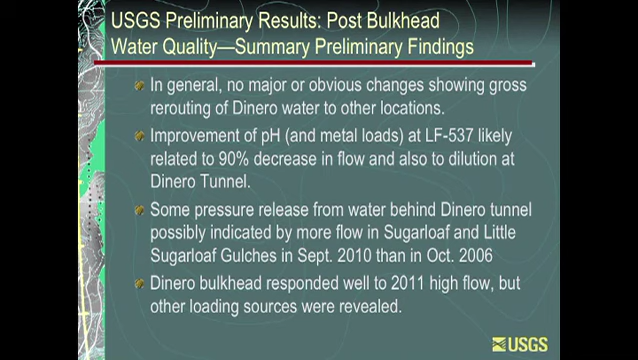 USGS Preliminary Results: Post Bulkhead
Water Quality—Summary Preliminary Findings
In general, no major or obvious changes showing gross
rerouting of Dinero water to other locations.
Improvement of pH (and metal loads) at LF-537 likely
related to 90% decrease in flow and also to dilution at
Dinero Tunnel.
Some pressure release from water behind Dinero tunnel
possibly indicated by more flow in Sugarloaf and Little
Sugarloaf Gulches in Sept. 2010 than in Oct. 2006
Dinero bulkhead responded well to 2011 high flow, but
other loading sources were revealed.
USGS